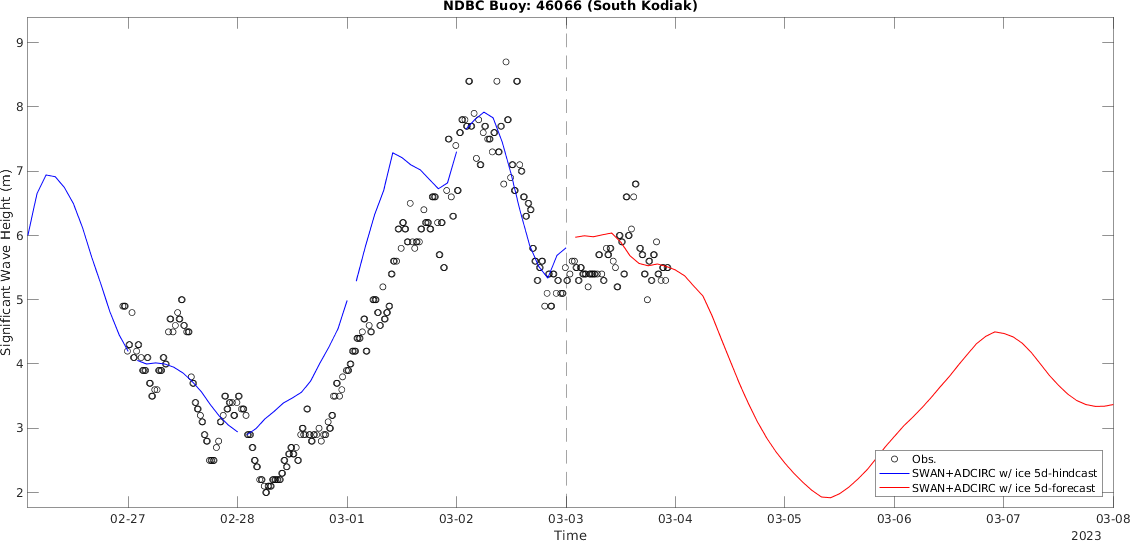 NDBC Buoy: 46066 (South Kodiak)
Significant Wave Height (m)
9
8
7
6
5
4
3
2
Obs.
SWAN+ADCIRC w/ ice 5d-hindcast
SWAN+ADCIRC w/ ice 5d-forecast
02-27 02-28 03-01 03-02 03-03 03-04 03-05 03-06 03-07 03-08
Time
2023